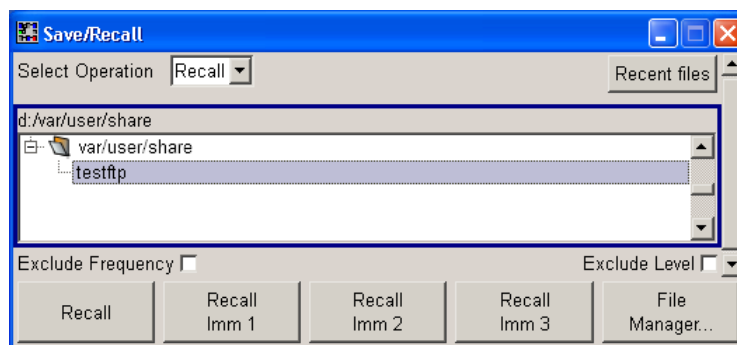 Save/Recall
Select Operation Recall Recent files
d:/var/user/share
var/user/share
testftp
Exclude Frequency Exclude Level
Recall Recall Imm 1 Recall Imm 2 Recall Imm 3 File Manager...